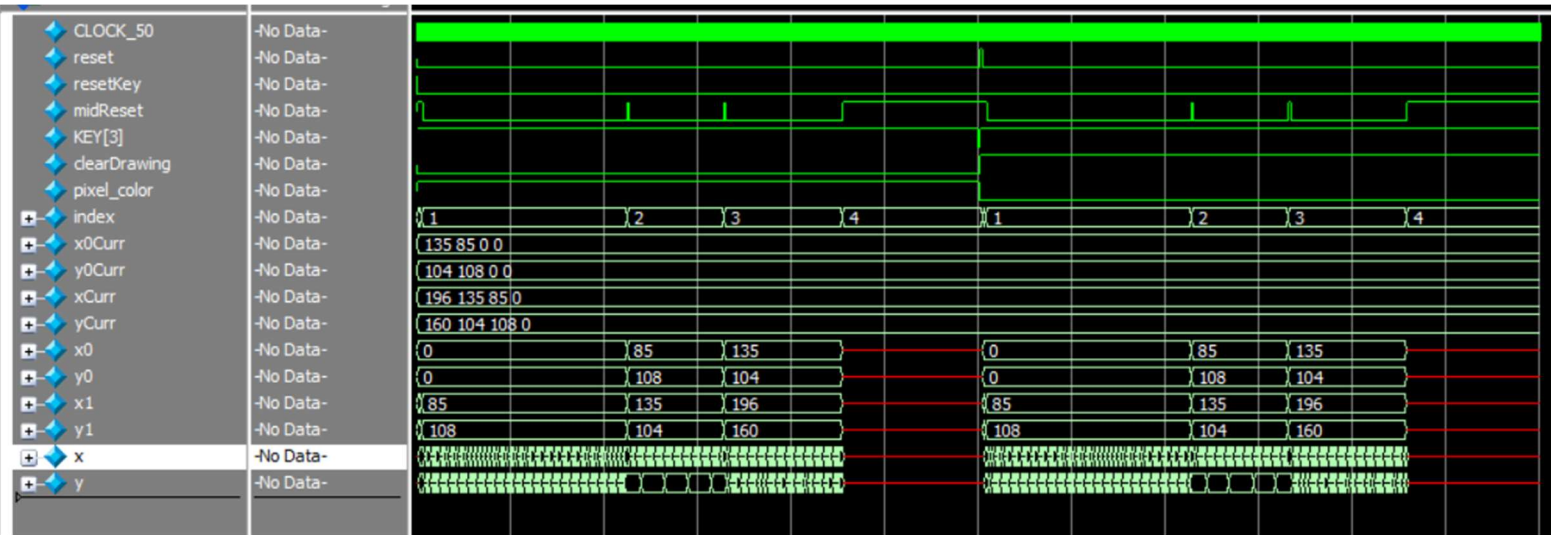 CLOCK_50 -No Data-
reset -No Data-
resetKey -No Data-
midReset -No Data-
KEY[3] -No Data-
clearDrawing -No Data-
pixel_color -No Data-
index -No Data- 1 2 3 4 1 2 3 4
x0Curr -No Data- 135 85 0 0
y0Curr -No Data- 104 108 0 0
xCurr -No Data- 196 135 85 0
yCurr -No Data- 160 104 108 0
x0 -No Data- 0 85 135 0 85 135
y0 -No Data- 0 108 104 0 108 104
x1 -No Data- 85 135 196 85 135 196
y1 -No Data- 108 104 160 108 104 160
x -No Data-
y -No Data-